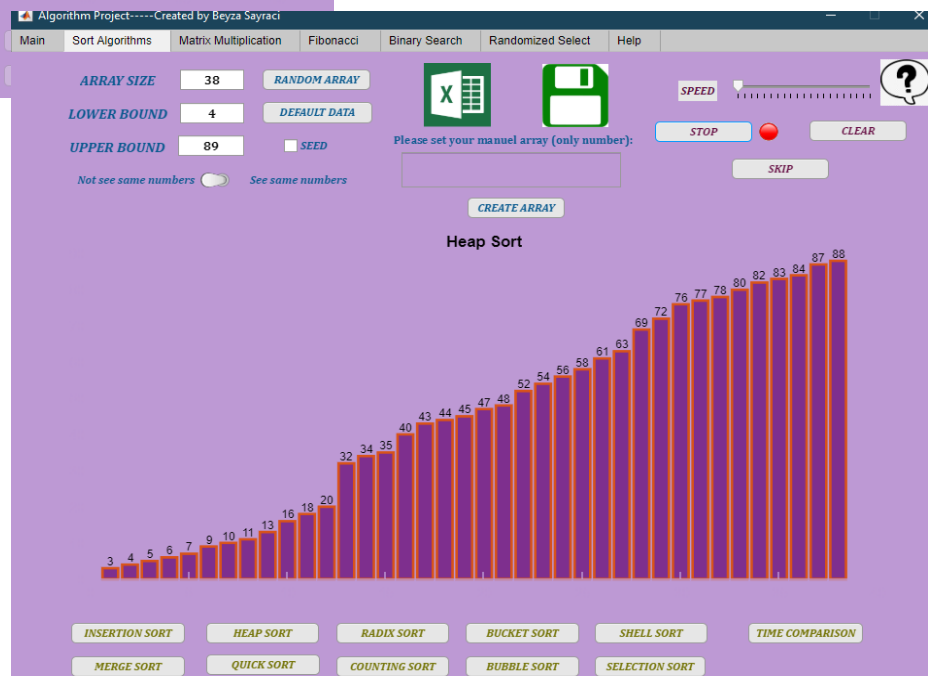 Algorithm Project-----Created by Beyza Sayraci
Main Sort Algorithms Matrix Multiplication Fibonacci Binary Search Randomized Select Help
ARRAY SIZE 38 RANDOM ARRAY
LOWER BOUND 4 DEFAULT DATA
UPPER BOUND 89 SEED
Not see same numbers See same numbers
X
Please set your manuel array (only number):
CREATE ARRAY
SPEED
?
STOP CLEAR
SKIP
Heap Sort
3 4 5 6 7 9 10 11 13 16 18 20 32 34 35 40 43 44 45 47 48 52 54 56 58 61 63 69 72 76 77 78 80 82 83 84 87 88
INSERTION SORT HEAP SORT RADIX SORT BUCKET SORT SHELL SORT TIME COMPARISON
MERGE SORT QUICK SORT COUNTING SORT BUBBLE SORT SELECTION SORT